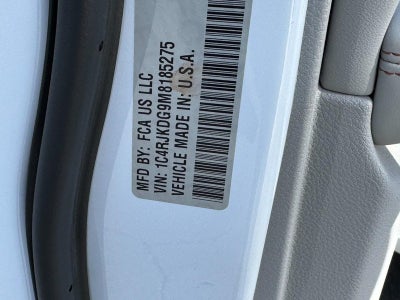 MFD BY: FCA US LLC
VIN: 1C4RJKDG9M8185275
VEHICLE MADE IN: U.S.A.